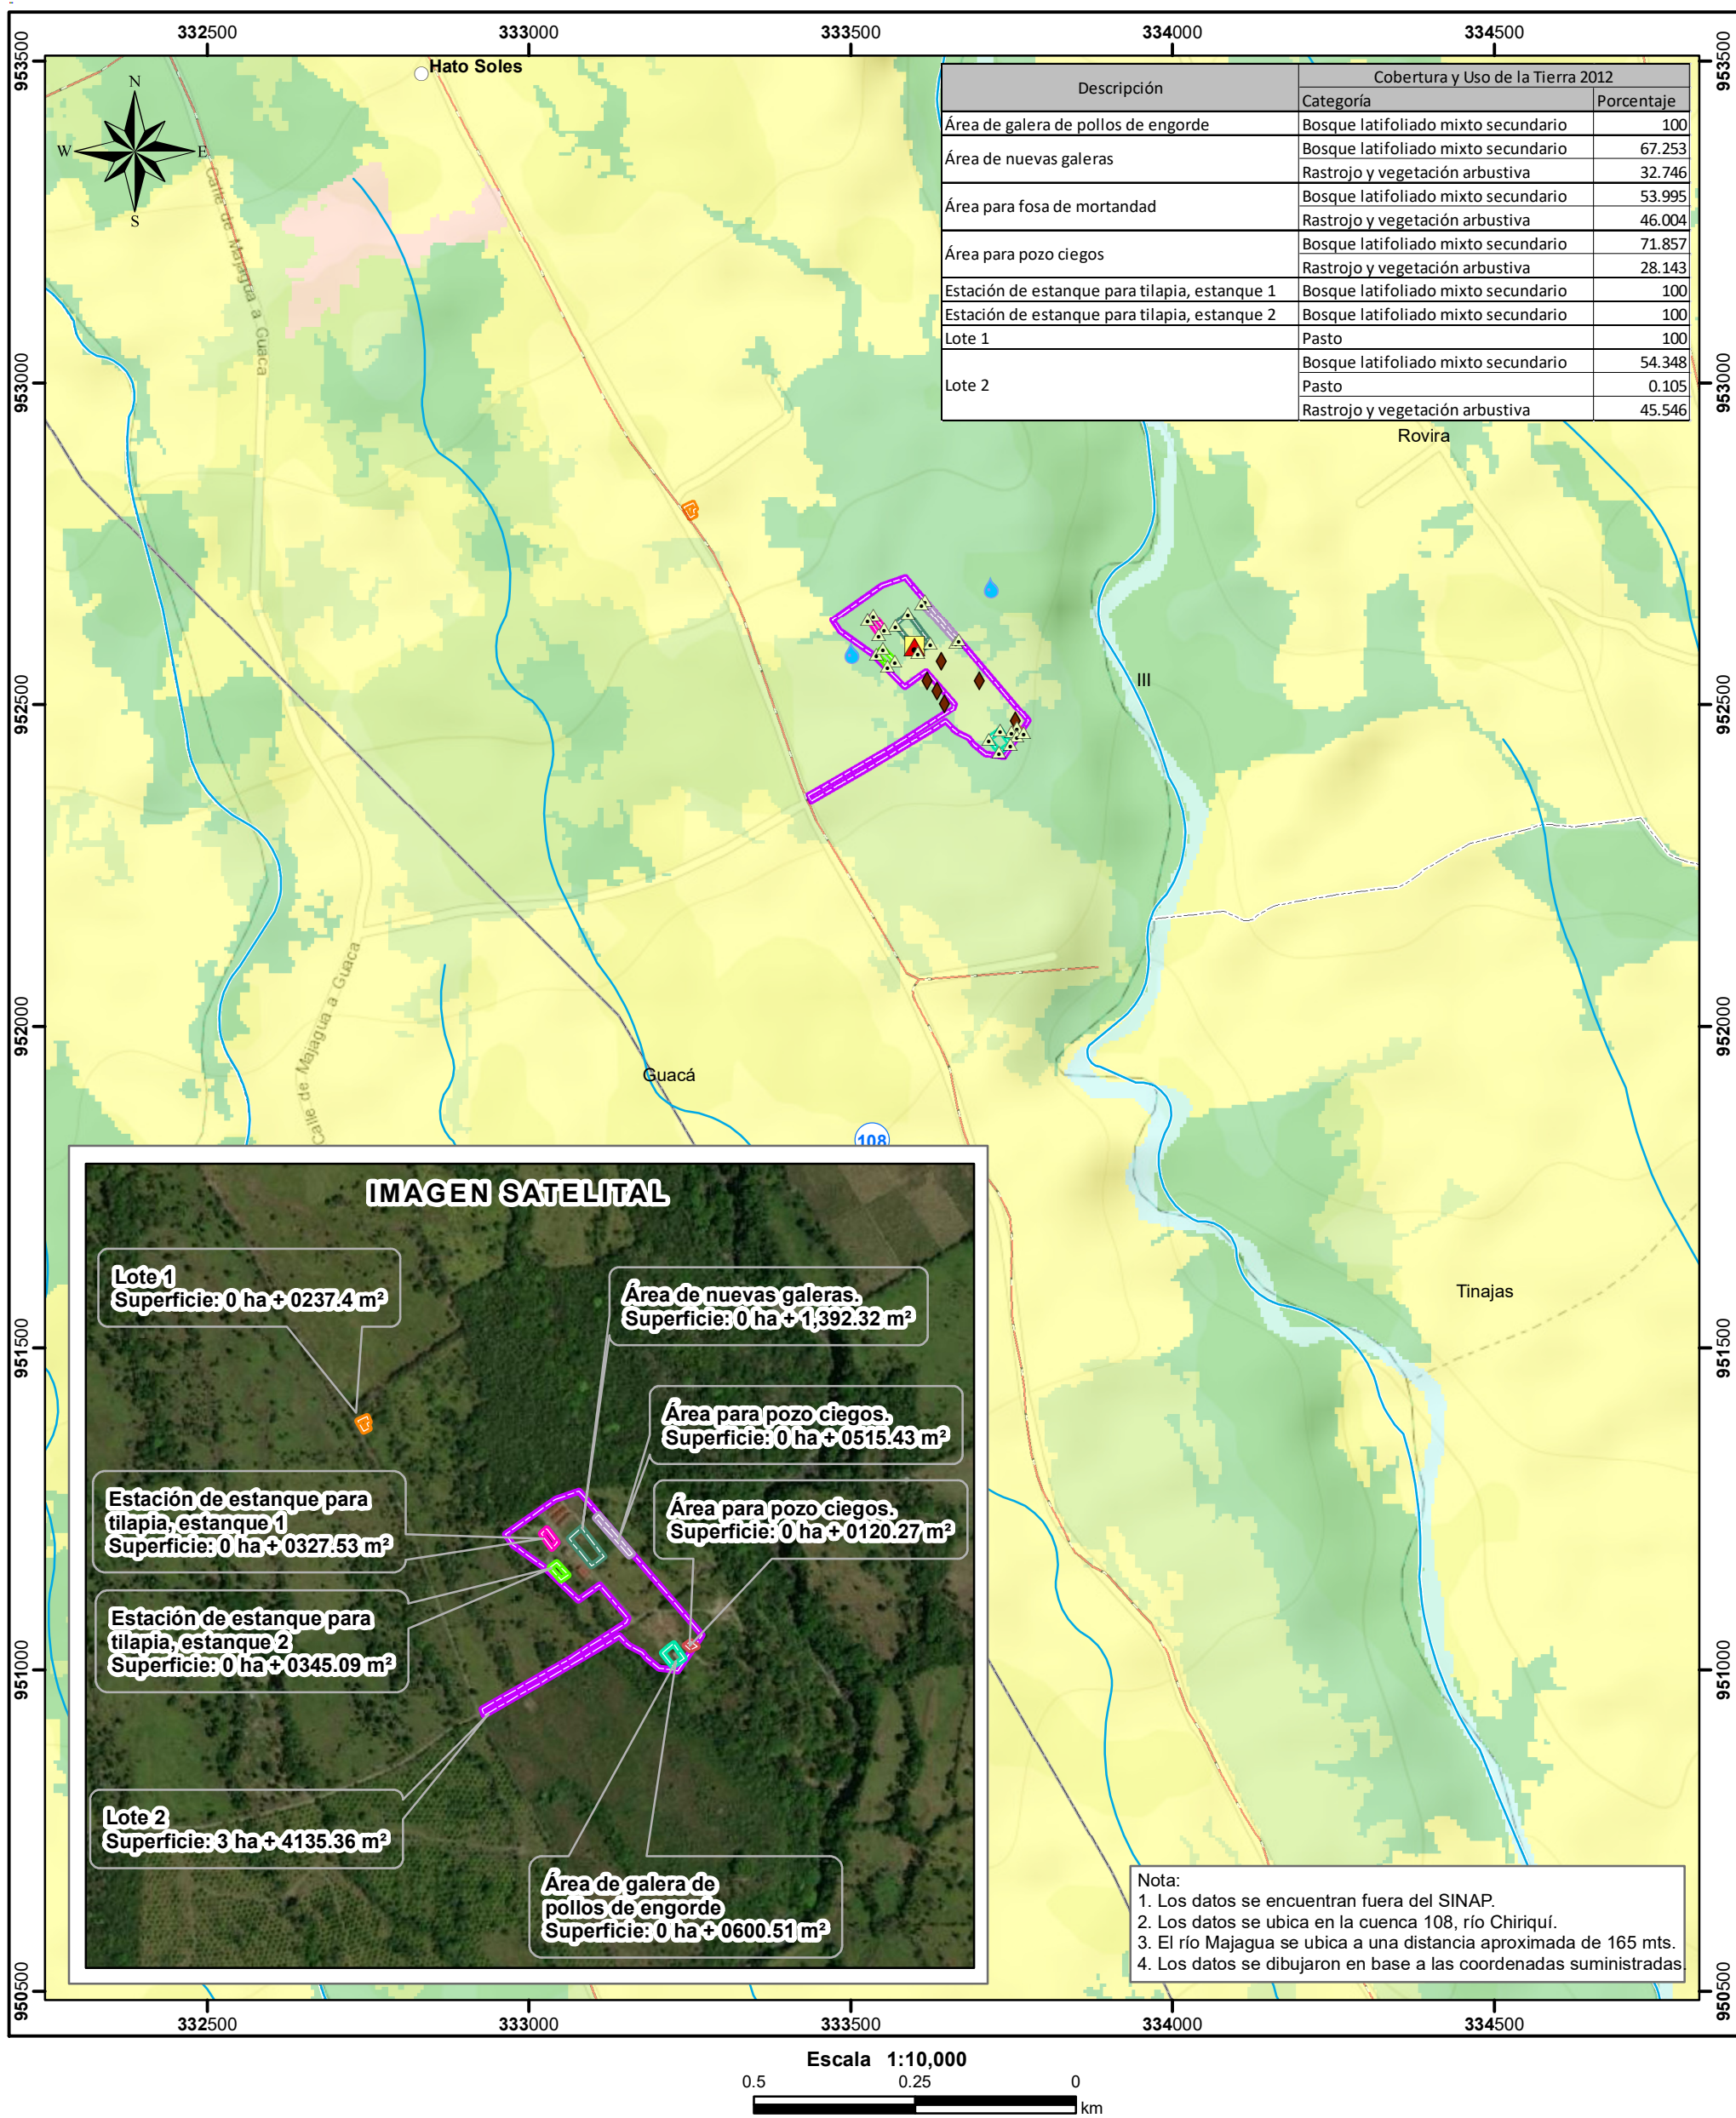 332500 333000 333500 334000 334500
953500
953000
952500
952000
951500
951000
950500
953500
953000
952500
952000
951500
951000
950500
Hato Soles
N
W E
S
Descripción Cobertura y Uso de la Tierra 2012
Categoría Porcentaje
Área de galera de pollos de engorde Bosque latifoliado mixto secundario 100
Área de nuevas galeras Bosque latifoliado mixto secundario 67.253
Rastrojo y vegetación arbustiva 32.746
Área para fosa de mortandad Bosque latifoliado mixto secundario 53.995
Rastrojo y vegetación arbustiva 46.004
Área para pozo ciegos Bosque latifoliado mixto secundario 71.857
Rastrojo y vegetación arbustiva 28.143
Estación de estanque para tilapia, estanque 1 Bosque latifoliado mixto secundario 100
Estación de estanque para tilapia, estanque 2 Bosque latifoliado mixto secundario 100
Lote 1 Pasto 100
Lote 2 Bosque latifoliado mixto secundario 54.348
Pasto 0.105
Rastrojo y vegetación arbustiva 45.546
Calle de Majagua a Guaca
Rovira
III
Calle de Majagua a Guaca
Guacá
108
Tinajas
IMAGEN SATELITAL
Lote 1
Superficie: 0 ha + 0237.4 m²
Área de nuevas galeras.
Superficie: 0 ha + 1,392.32 m²
Área para pozo ciegos.
Superficie: 0 ha + 0515.43 m²
Estación de estanque para
tilapia, estanque 1
Superficie: 0 ha + 0327.53 m²
Área para pozo ciegos.
Superficie: 0 ha + 0120.27 m²
Estación de estanque para
tilapia, estanque 2
Superficie: 0 ha + 0345.09 m²
Lote 2
Superficie: 3 ha + 4135.36 m²
Área de galera de
pollos de engorde
Superficie: 0 ha + 0600.51 m²
Nota:
1. Los datos se encuentran fuera del SINAP.
2. Los datos se ubica en la cuenca 108, río Chiriquí.
3. El río Majagua se ubica a una distancia aproximada de 165 mts.
4. Los datos se dibujaron en base a las coordenadas suministradas.
332500 333000 333500 334000 334500
Escala 1:10,000
0.5 0.25 0
km